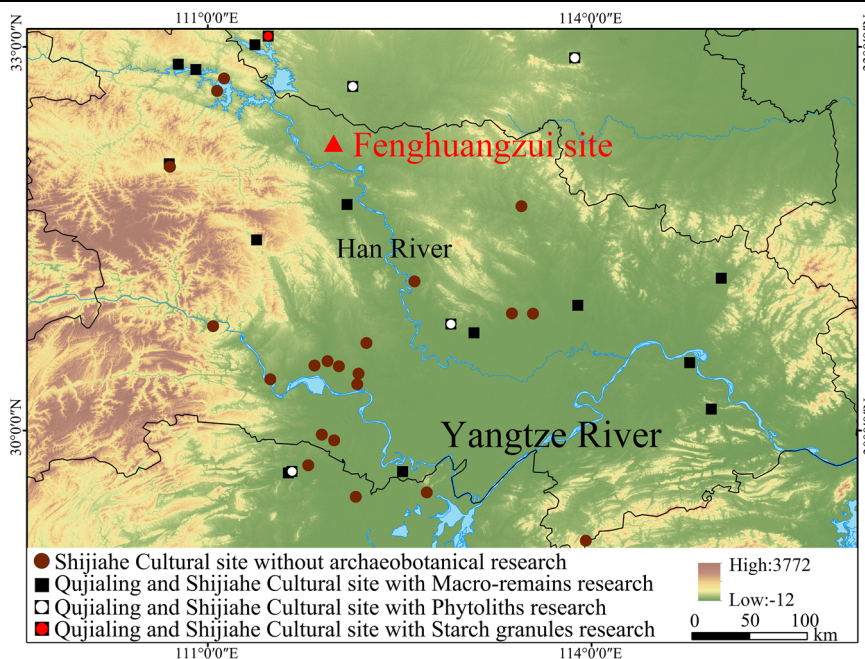 111°0'0"E 114°0'0"E
33°0'0"N
Fenghuangzui site
Han River
30°0'0"N
Yangtze River
Shijiahe Cultural site without archaeobotanical research
Qujialing and Shijiahe Cultural site with Macro-remains research
Qujialing and Shijiahe Cultural site with Phytoliths research
Qujialing and Shijiahe Cultural site with Starch granules research
High:3772
Low:-12
0 50 100
km
111°0'0"E 114°0'0"E